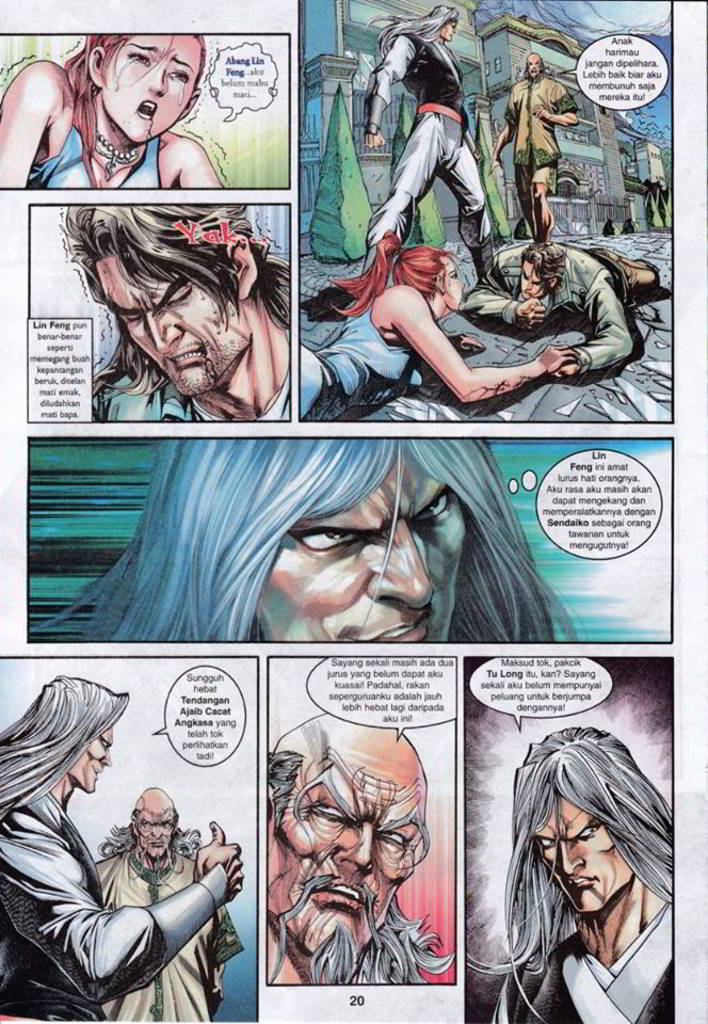 Abang Lin
Feng...aku
belum mahu
mati...
Anak
harimau
jangan dipelihara.
Lebih baik biar aku
membunuh saja
mereka itu!
Yak...
Lin Feng pun
benar-benar
seperti
memegang buah
kepantangan
beruk, ditelan
mati emak,
diludahkan
mati bapa.
Lin
Feng ini amat
lurus hati orangnya.
Aku rasa aku masih akan
dapat mengekang dan
memperalatkannya dengan
Sendaiko sebagai orang
tawanan untuk
mengugutnya!
Sungguh
hebat
Tendangan
Ajaib Cacat
Angkasa yang
telah tok
perlihatkan
tadi!
Sayang sekali masih ada dua
jurus yang belum dapat aku
kuasai! Padahal, rakan
seperguruanku adalah jauh
lebih hebat lagi daripada
aku ini!
Maksud tok, pakcik
Tu Long itu, kan? Sayang
sekali aku belum mempunyai
peluang untuk berjumpa
dengannya!
20